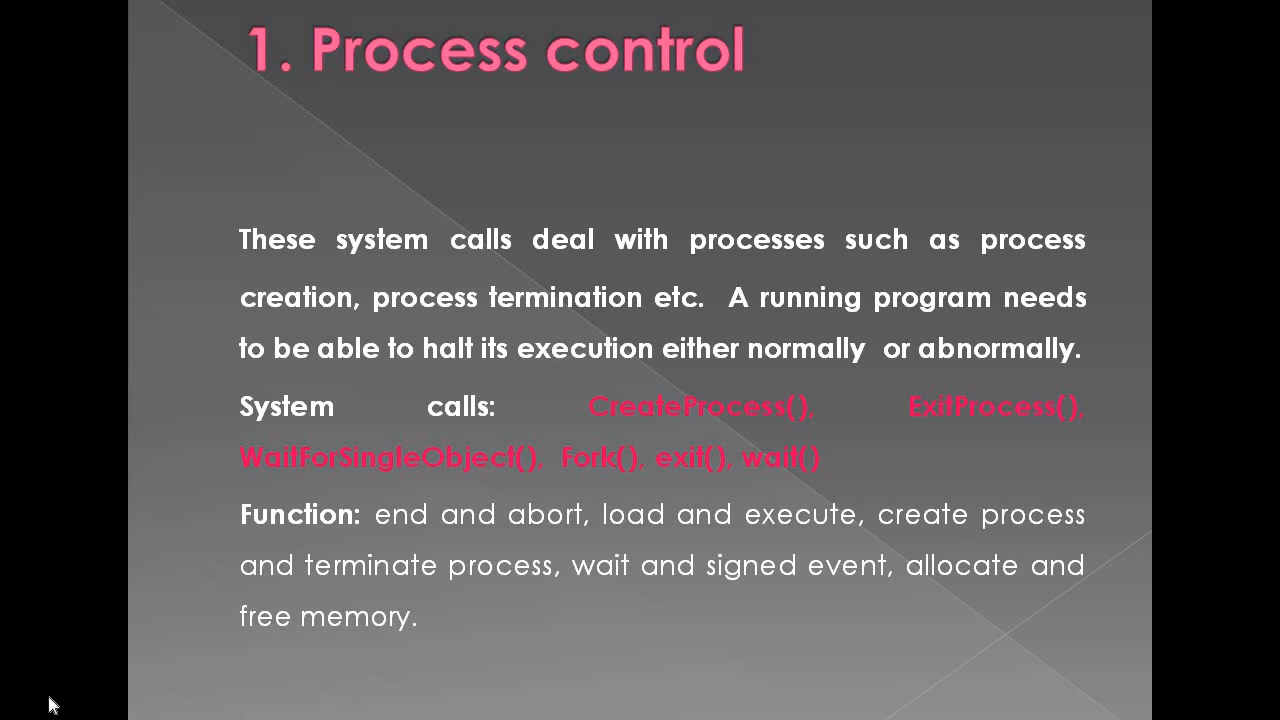 1. Process control
These system calls deal with processes such as process
creation, process termination etc. A running program needs
to be able to halt its execution either normally or abnormally.
System calls: CreateProcess(), ExitProcess(),
WaitForSingleObject(), Fork(), exit(), wait()
Function: end and abort, load and execute, create process
and terminate process, wait and signed event, allocate and
free memory.